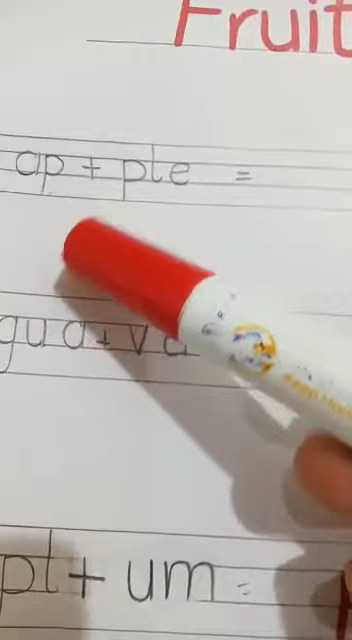 Fruit
ap + ple =
gua + va
pl + um =